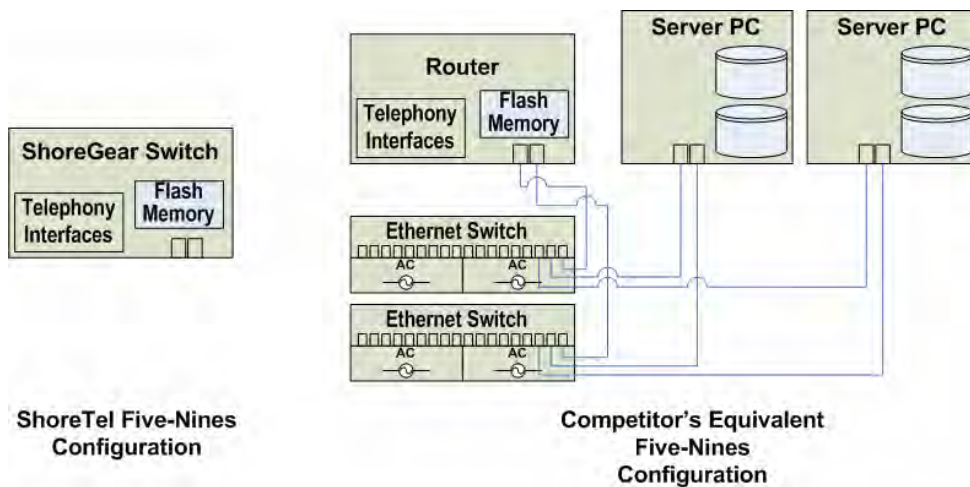 ShoreGear Switch
Telephony
Interfaces
Flash
Memory
ShoreTel Five-Nines
Configuration
Router
Telephony
Interfaces
Flash
Memory
Server PC
Server PC
Ethernet Switch
AC
AC
Ethernet Switch
AC
AC
Competitor's Equivalent
Five-Nines
Configuration